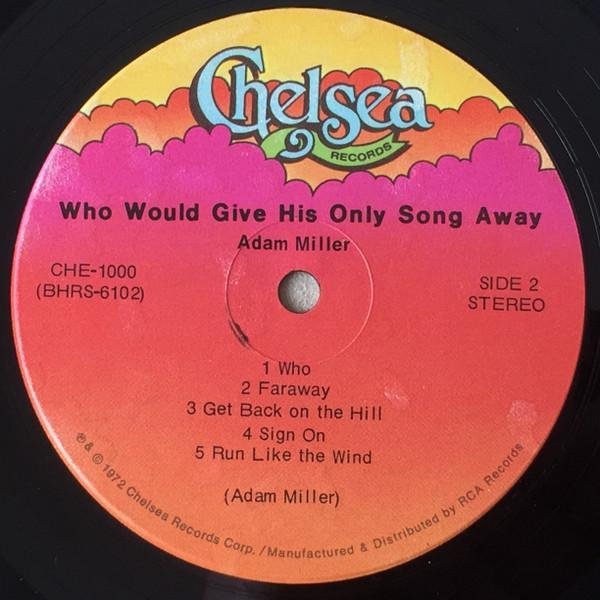 Chelsea
RECORDS
Who Would Give His Only Song Away
Adam Miller
CHE-1000
(BHRS-6102)
SIDE 2
STEREO
1 Who
2 Faraway
3 Get Back on the Hill
4 Sign On
5 Run Like the Wind
(Adam Miller)
℗ & © 1972 Chelsea Records Corp. / Manufactured & Distributed by RCA Records